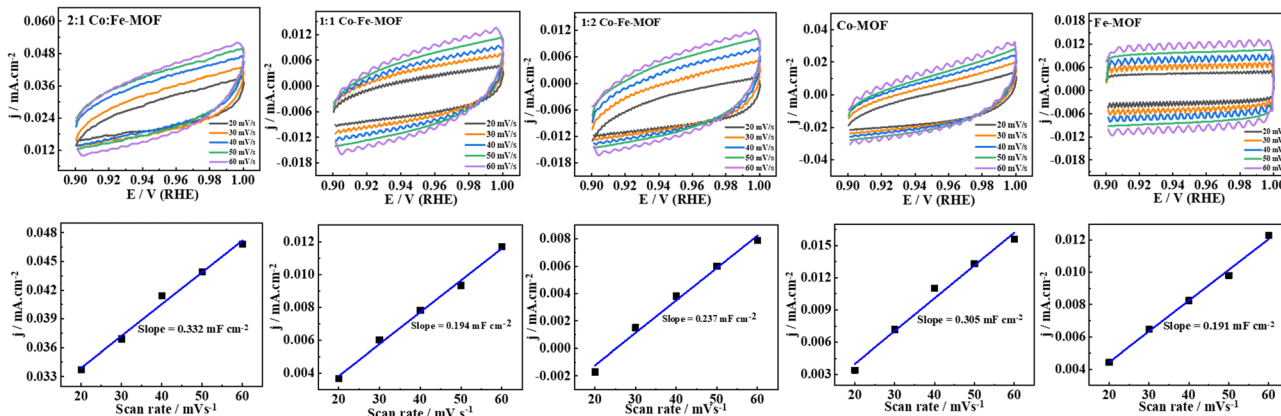 2:1 Co:Fe-MOF
j / mA.cm-2
0.060
0.048
0.036
0.024
0.012
20 mV/s
30 mV/s
40 mV/s
50 mV/s
60 mV/s
0.90 0.92 0.94 0.96 0.98 1.00
E / V (RHE)
1:1 Co-Fe-MOF
j / mA.cm-2
0.012
0.006
0.000
-0.006
-0.012
-0.018
20 mV/s
30 mV/s
40 mV/s
50 mV/s
60 mV/s
0.90 0.92 0.94 0.96 0.98 1.00
E / V (RHE)
1:2 Co-Fe-MOF
j / mA.cm-2
0.012
0.006
0.000
-0.006
-0.012
-0.018
20 mV/s
30 mV/s
40 mV/s
50 mV/s
60 mV/s
0.90 0.92 0.94 0.96 0.98 1.00
E / V (RHE)
Co-MOF
j / mA.cm-2
0.04
0.02
0.00
-0.02
-0.04
20 mV/s
30 mV/s
40 mV/s
50 mV/s
60 mV/s
0.90 0.92 0.94 0.96 0.98 1.00
E / V (RHE)
Fe-MOF
j / mA.cm-2
0.018
0.012
0.006
0.000
-0.006
-0.012
-0.018
20 mV/s
30 mV/s
40 mV/s
50 mV/s
60 mV/s
0.90 0.92 0.94 0.96 0.98 1.00
E / V (RHE)
j / mA.cm-2
0.048
0.045
0.042
0.039
0.036
0.033
Slope = 0.332 mF cm-2
20 30 40 50 60
Scan rate / mVs-1
j / mA.cm-2
0.012
0.010
0.008
0.006
0.004
Slope = 0.194 mF cm-2
20 30 40 50 60
Scan rate / mV s-1
j / mA.cm-2
0.008
0.006
0.004
0.002
0.000
-0.002
Slope = 0.237 mF cm-2
20 30 40 50 60
Scan rate / mVs-1
j / mA.cm-2
0.015
0.012
0.009
0.006
0.003
Slope = 0.305 mF cm-2
20 30 40 50 60
Scan rate / mVs-1
j / mA.cm-2
0.012
0.010
0.008
0.006
0.004
Slope = 0.191 mF cm-2
20 30 40 50 60
Scan rate / mVs-1